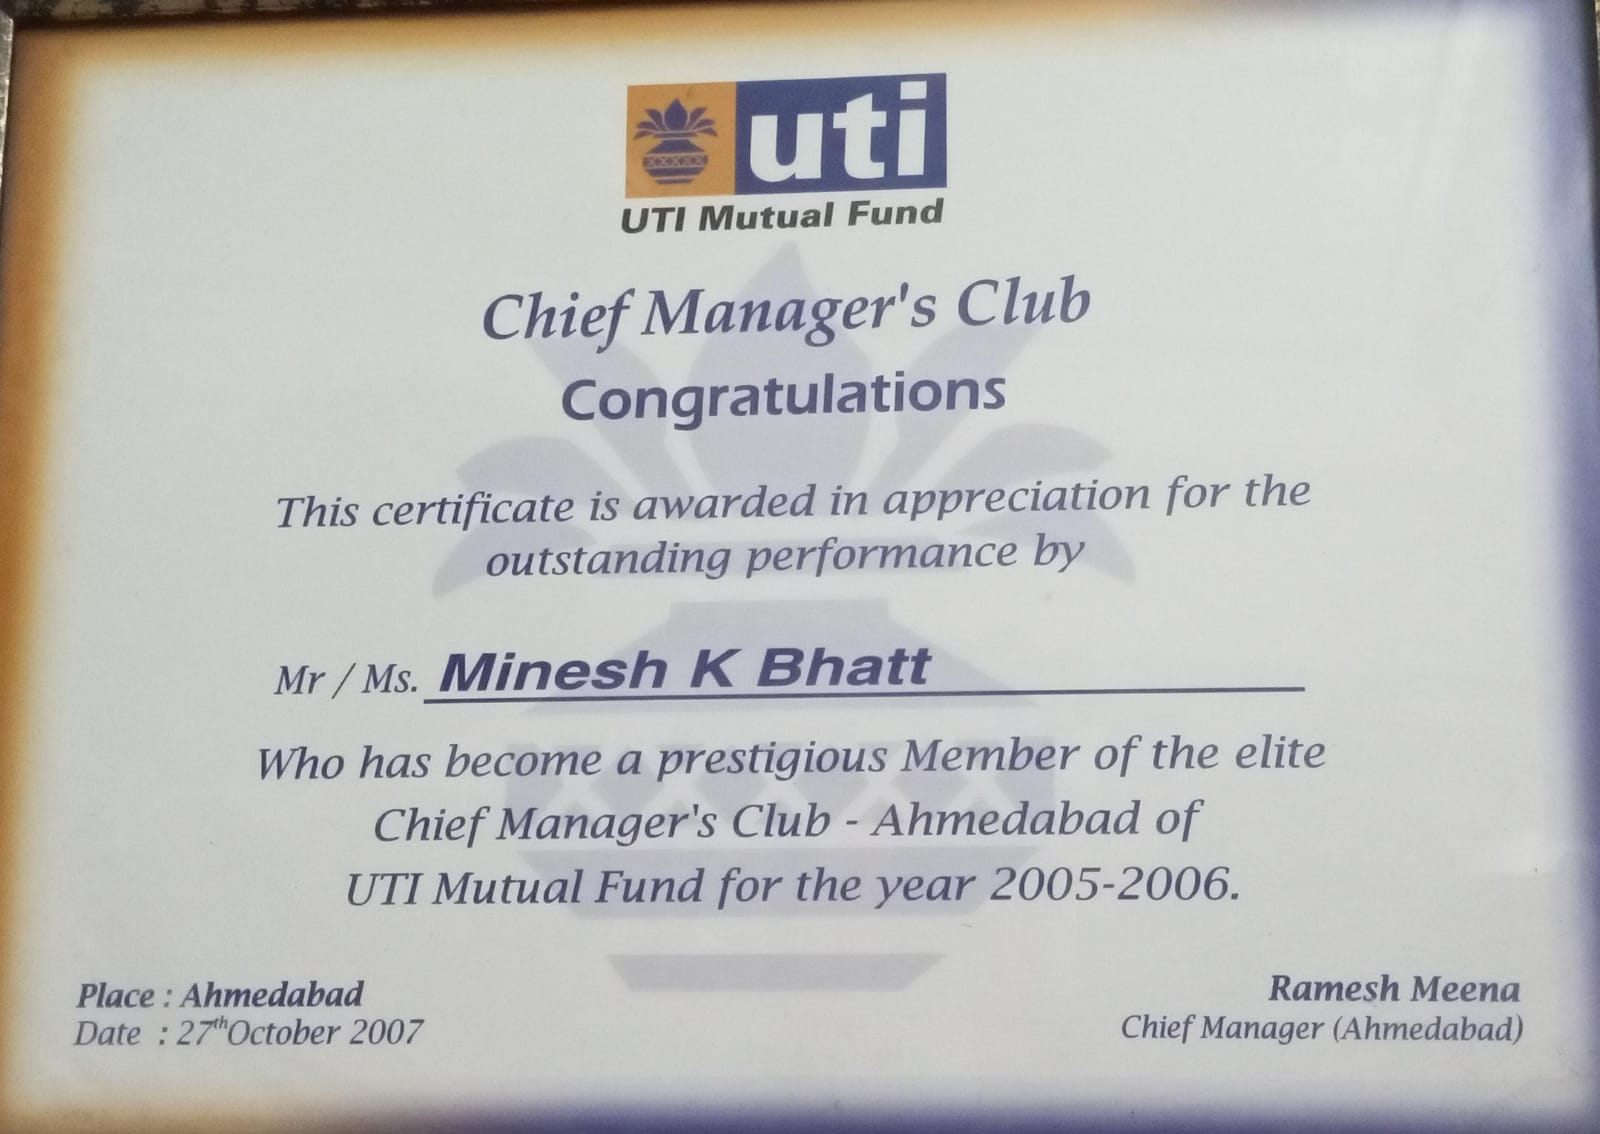 uti
UTI Mutual Fund
Chief Manager's Club
Congratulations
This certificate is awarded in appreciation for the
outstanding performance by
Mr / Ms. Minesh K Bhatt
Who has become a prestigious Member of the elite
Chief Manager's Club - Ahmedabad of
UTI Mutual Fund for the year 2005-2006.
Place : Ahmedabad
Date : 27th October 2007
Ramesh Meena
Chief Manager (Ahmedabad)